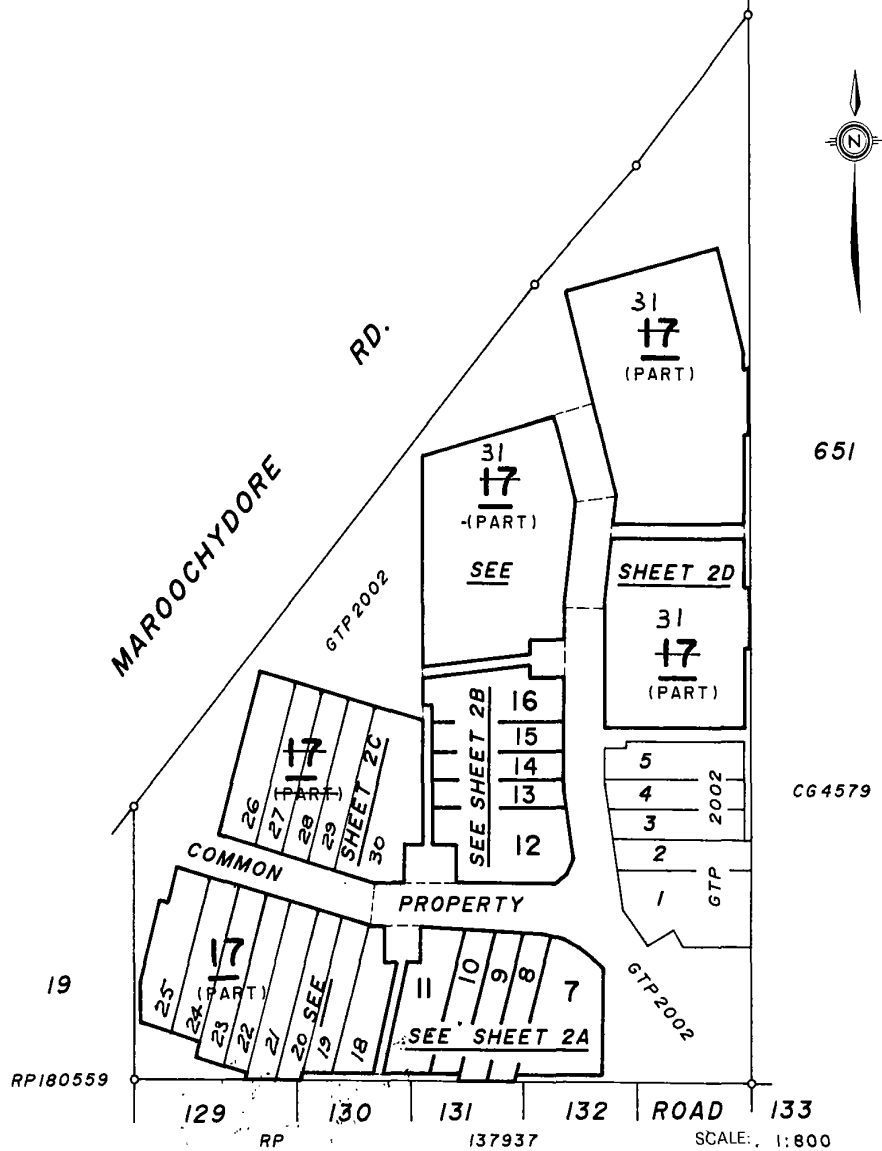 N
MAROOCHYDORE RD.
31
17
(PART)
651
31
17
-(PART)
SEE
SHEET 2D
31
17
(PART)
GTP 2002
16
15
14
13
12
SEE SHEET 2B
17
(PART)
26
27
28
29
SHEET 2C
30
5
4
3
2
1
GTP 2002
CG4579
COMMON PROPERTY
19
17
(PART)
25
24
23
22
21
20
SEE
19
18
11
10
9
8
7
SEE SHEET 2A
GTP2002
RP180559
129 130 131 132 ROAD 133
RP 137937 SCALE: 1:800